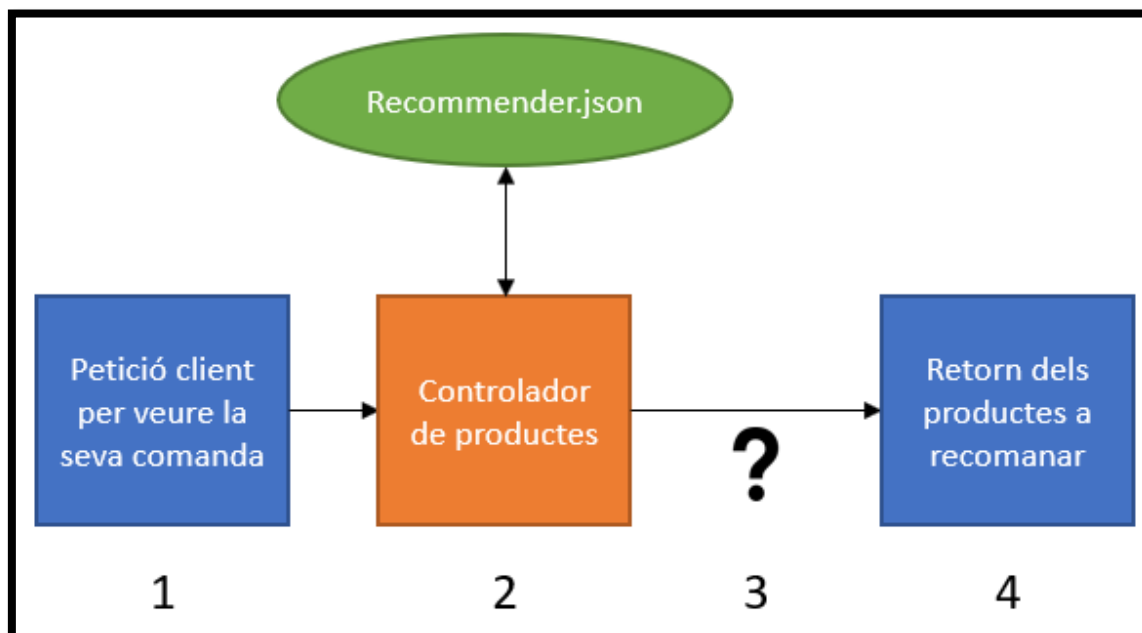 Recommender.json
Petició client
per veure la
seva comanda
Controlador
de productes
?
Retorn dels
productes a
recomanar
1
2
3
4